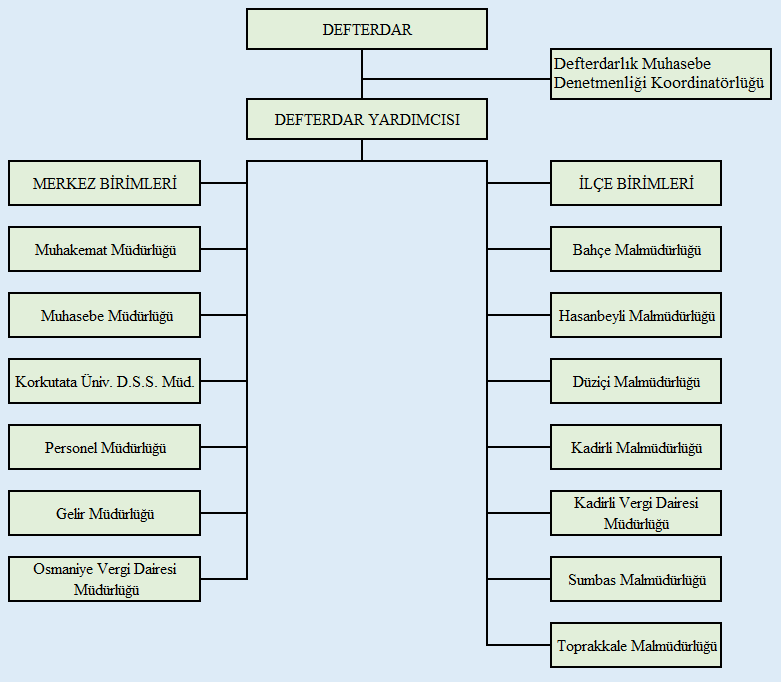 DEFTERDAR
Defterdarlık Muhasebe
Denetmenliği Koordinatörlüğü
DEFTERDAR YARDIMCISI
MERKEZ BİRİMLERİ
Muhakemat Müdürlüğü
Muhasebe Müdürlüğü
Korkutata Üniv. D.S.S. Müd.
Personel Müdürlüğü
Gelir Müdürlüğü
Osmaniye Vergi Dairesi
Müdürlüğü
İLÇE BİRİMLERİ
Bahçe Malmüdürlüğü
Hasanbeyli Malmüdürlüğü
Düziçi Malmüdürlüğü
Kadirli Malmüdürlüğü
Kadirli Vergi Dairesi
Müdürlüğü
Sumbas Malmüdürlüğü
Toprakkale Malmüdürlüğü